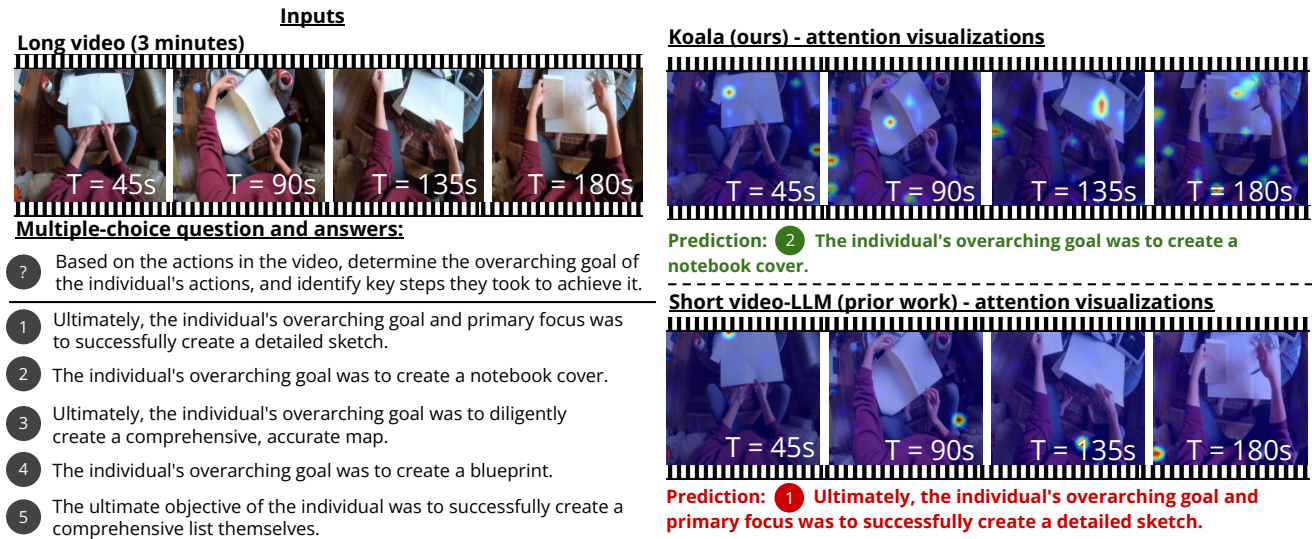 Inputs
Long video (3 minutes)
T = 45s
T = 90s
T = 135s
T = 180s
Multiple-choice question and answers:
? Based on the actions in the video, determine the overarching goal of
the individual's actions, and identify key steps they took to achieve it.
1 Ultimately, the individual's overarching goal and primary focus was
to successfully create a detailed sketch.
2 The individual's overarching goal was to create a notebook cover.
3 Ultimately, the individual's overarching goal was to diligently
create a comprehensive, accurate map.
4 The individual's overarching goal was to create a blueprint.
5 The ultimate objective of the individual was to successfully create a
comprehensive list themselves.
Koala (ours) - attention visualizations
T = 45s
T = 90s
T = 135s
T = 180s
Prediction: 2 The individual's overarching goal was to create a
notebook cover.
Short video-LLM (prior work) - attention visualizations
T = 45s
T = 90s
T = 135s
T = 180s
Prediction: 1 Ultimately, the individual's overarching goal and
primary focus was to successfully create a detailed sketch.